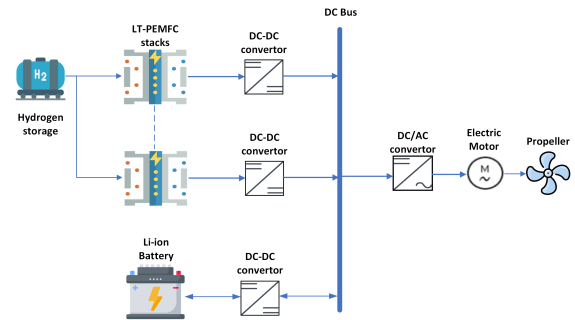 DC Bus
LT-PEMFC
stacks
DC-DC
convertor
H2
Hydrogen
storage
DC-DC
convertor
DC/AC
convertor
Electric
Motor
Propeller
M
~
Li-ion
Battery
DC-DC
convertor